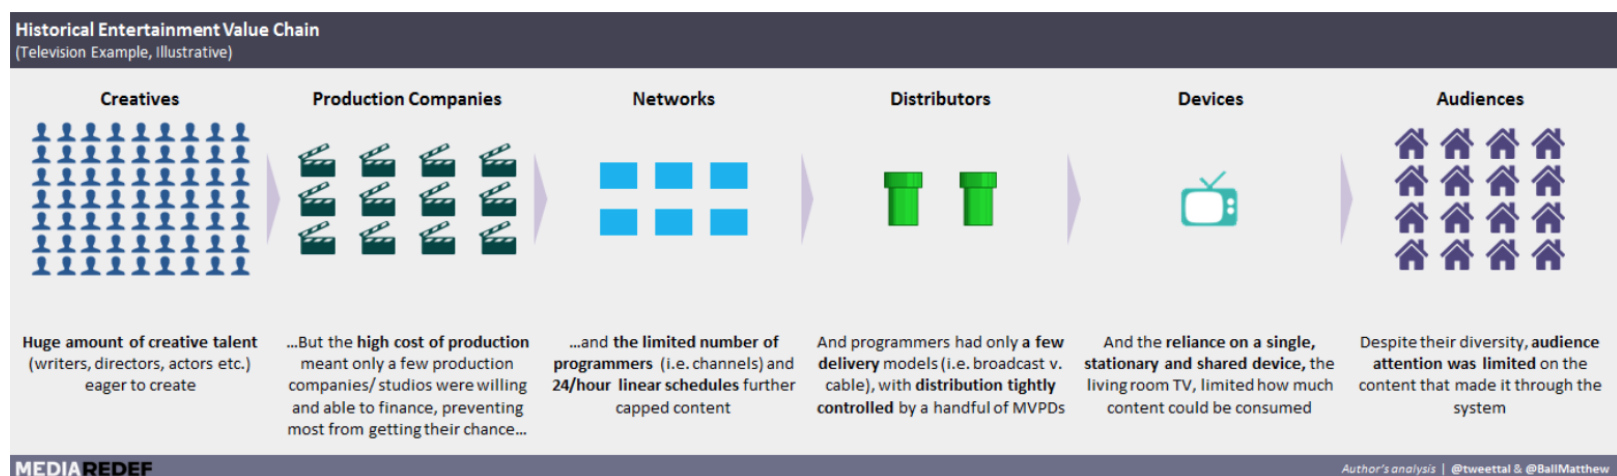 Historical Entertainment Value Chain
(Television Example, Illustrative)
Creatives
Production Companies
Networks
Distributors
Devices
Audiences
Huge amount of creative talent
(writers, directors, actors etc.)
eager to create
...But the high cost of production
meant only a few production
companies/ studios were willing
and able to finance, preventing
most from getting their chance...
...and the limited number of
programmers (i.e. channels) and
24/hour linear schedules further
capped content
And programmers had only a few
delivery models (i.e. broadcast v.
cable), with distribution tightly
controlled by a handful of MVPDs
And the reliance on a single,
stationary and shared device, the
living room TV, limited how much
content could be consumed
Despite their diversity, audience
attention was limited on the
content that made it through the
system
MEDIAREDEF
Author's analysis | @tweettal & @BallMatthew